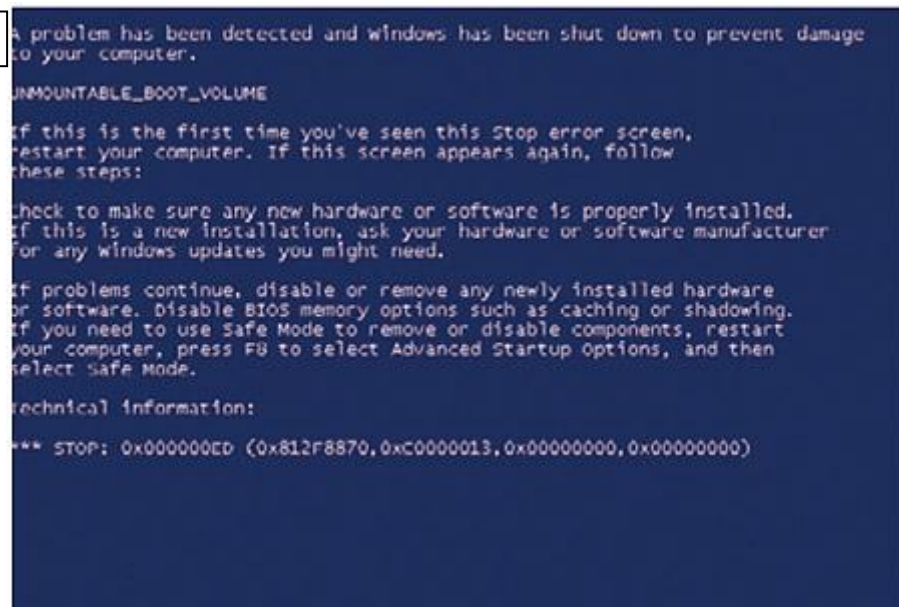 A problem has been detected and Windows has been shut down to prevent damage
to your computer.
UNMOUNTABLE_BOOT_VOLUME
If this is the first time you've seen this Stop error screen,
restart your computer. If this screen appears again, follow
these steps:
Check to make sure any new hardware or software is properly installed.
If this is a new installation, ask your hardware or software manufacturer
for any Windows updates you might need.
If problems continue, disable or remove any newly installed hardware
or software. Disable BIOS memory options such as caching or shadowing.
If you need to use Safe Mode to remove or disable components, restart
your computer, press F8 to select Advanced Startup Options, and then
select Safe Mode.
Technical information:
*** STOP: 0x000000ED (0x812F8870,0xC0000013,0x00000000,0x00000000)